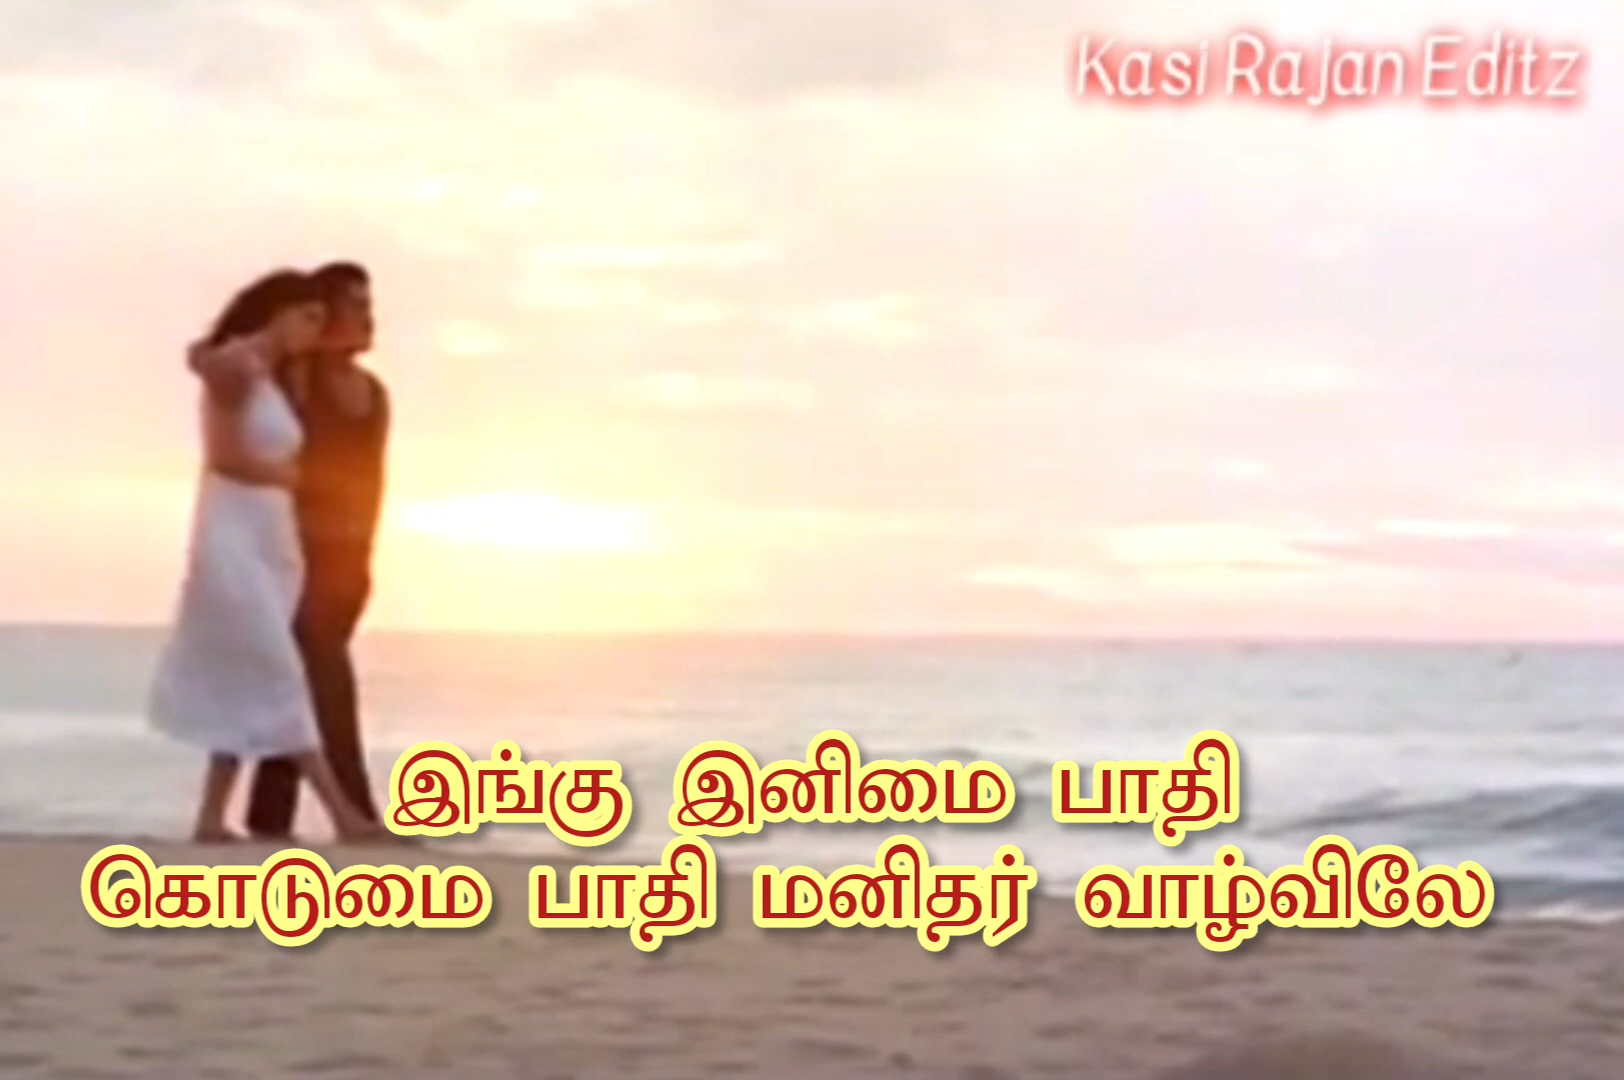 Kasi Rajan Editz
இங்கு இனிமை பாதி
கொடுமை பாதி மனிதர் வாழ்விலே